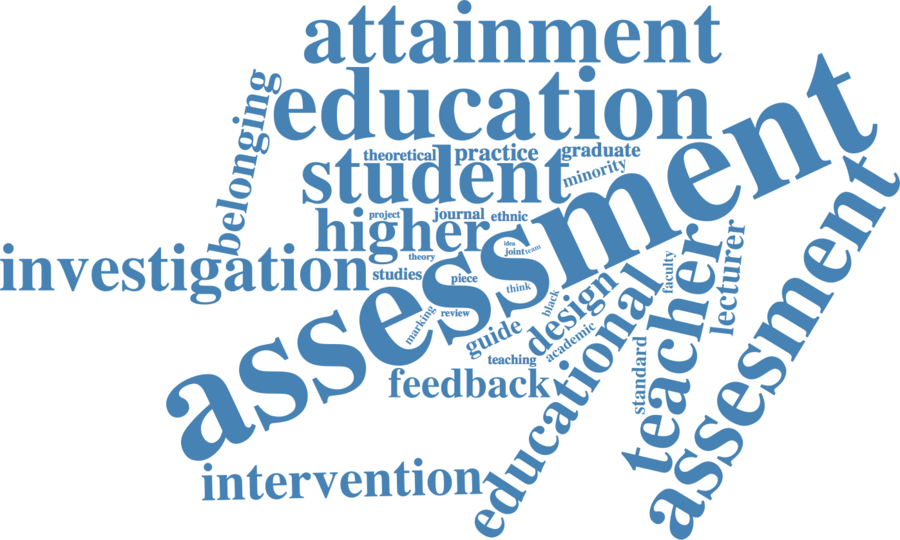 attainment
education
belonging
theoretical
practice
graduate
student
minority
project
journal
ethnic
higher
idea
joint
team
theory
investigation
studies
piece
think
assessment
black
faculty
lecturer
teacher
marking
review
guide
design
academic
teaching
educational
standard
feedback
assesment
intervention